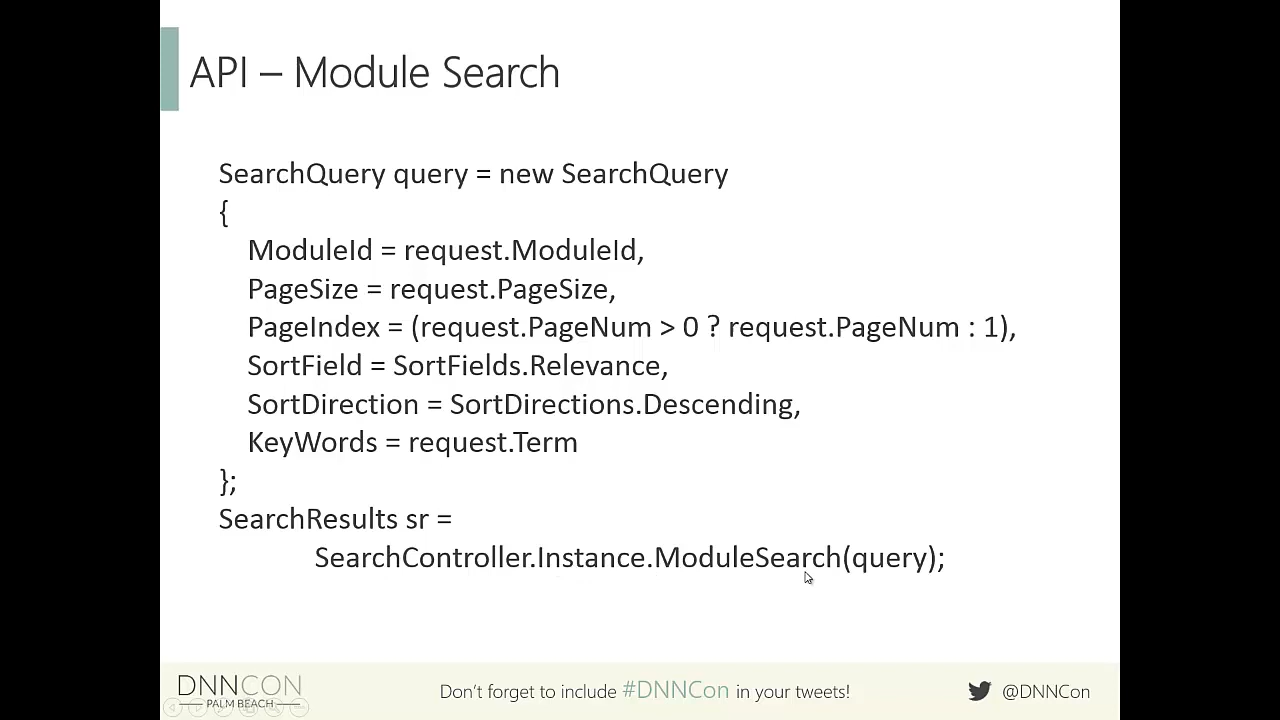 API – Module Search
SearchQuery query = new SearchQuery
{
ModuleId = request.ModuleId,
PageSize = request.PageSize,
PageIndex = (request.PageNum > 0 ? request.PageNum : 1),
SortField = SortFields.Relevance,
SortDirection = SortDirections.Descending,
KeyWords = request.Term
};
SearchResults sr =
SearchController.Instance.ModuleSearch(query);
DNNCON
PALM BEACH
Don't forget to include #DNNCon in your tweets!
@DNNCon